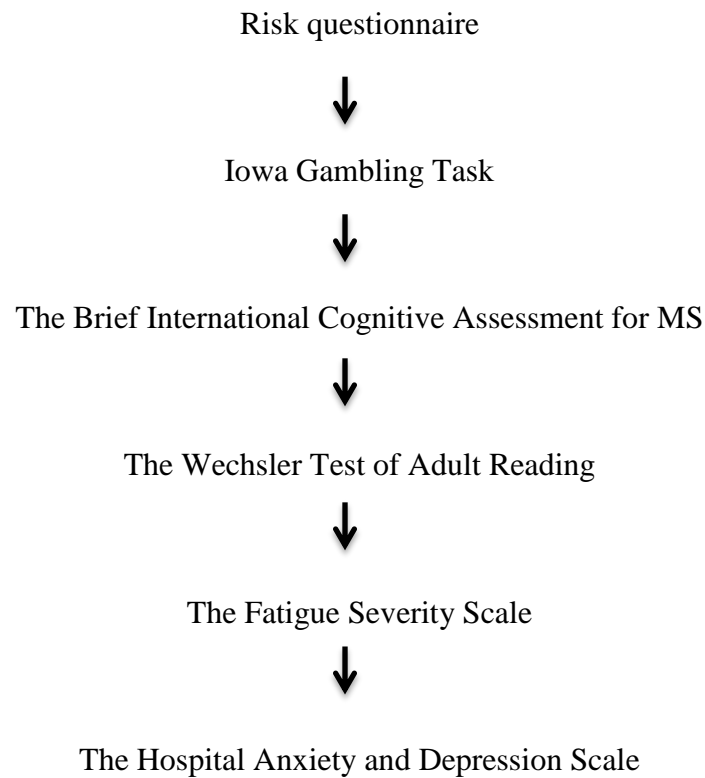 Risk questionnaire
Iowa Gambling Task
The Brief International Cognitive Assessment for MS
The Wechsler Test of Adult Reading
The Fatigue Severity Scale
The Hospital Anxiety and Depression Scale